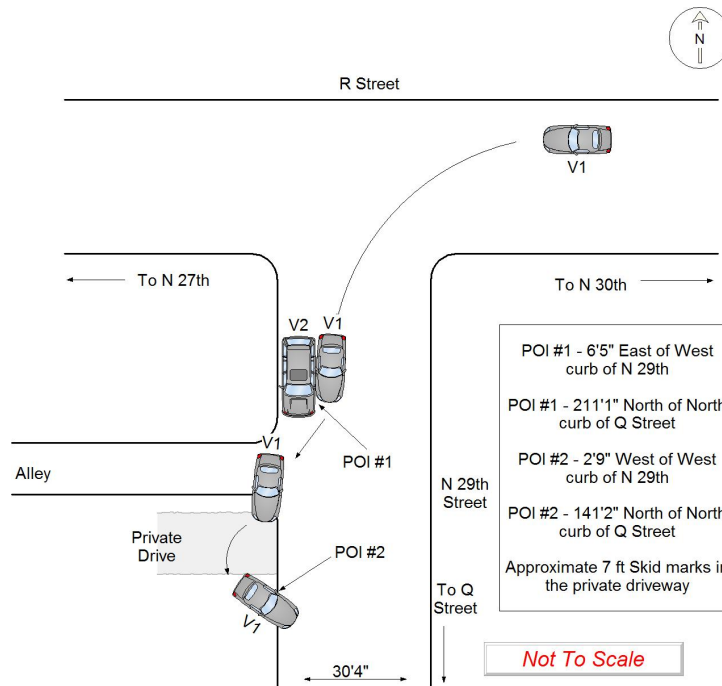 N
R Street
V1
To N 27th
To N 30th
V2
V1
POI #1 - 6'5" East of West
curb of N 29th
POI #1 - 211'1" North of North
curb of Q Street
POI #2 - 2'9" West of West
curb of N 29th
POI #2 - 141'2" North of North
curb of Q Street
Approximate 7 ft Skid marks in
the private driveway
V1
POI #1
Alley
N 29th
Street
Private
Drive
POI #2
V1
To Q
Street
30'4"
Not To Scale